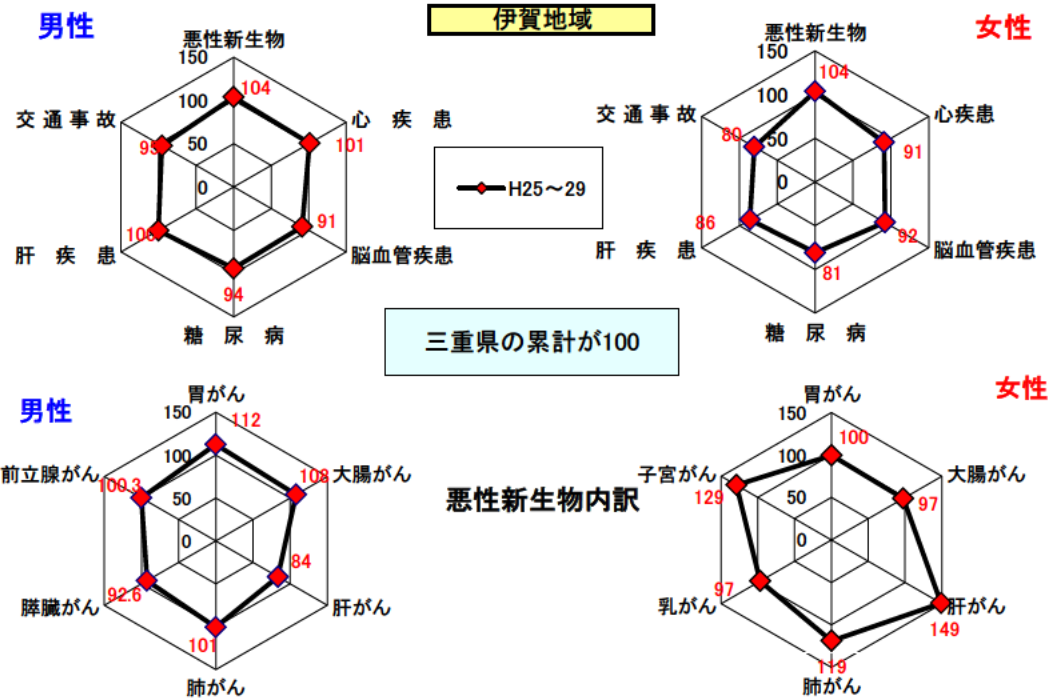 伊賀地域
男性
悪性新生物
150
100
50
0
104
心 疾 患
101
脳血管疾患
91
糖 尿 病
94
肝 疾 患
交 通 事 故
95
H25～29
女性
悪性新生物
150
100
50
0
104
心疾患
91
脳血管疾患
92
糖 尿 病
81
肝 疾 患
86
交 通 事 故
80
三重県の累計が100
男性
胃がん
150
100
50
0
112
大腸がん
108
肝がん
84
肺がん
101
膵臓がん
92.6
前立腺がん
100.3
悪性新生物内訳
女性
胃がん
150
100
50
0
100
大腸がん
97
肝がん
149
肺がん
119
乳がん
97
子宮がん
129